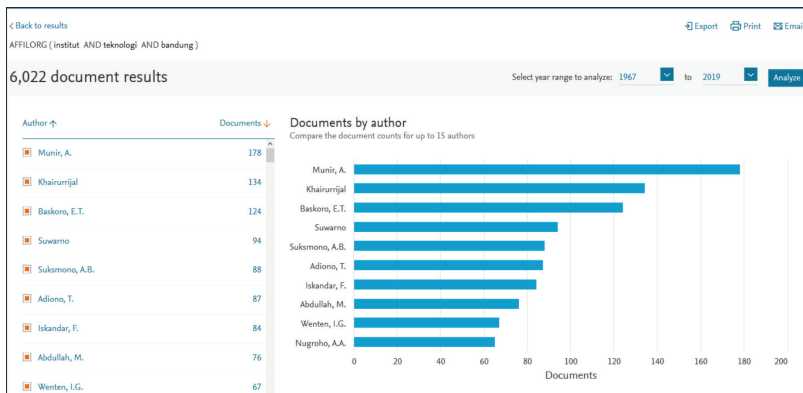 Back to results
Export Print Emai
AFFILORG ( institut AND teknologi AND bandung )
6,022 document results
Select year range to analyze: 1967 to 2019 Analyze
Author Documents
Munir, A. 178
Khairurrijal 134
Baskoro, E.T. 124
Suwarno 94
Suksmono, A.B. 88
Adiono, T. 87
Iskandar, F. 84
Abdullah, M. 76
Wenten, I.G. 67
Documents by author
Compare the document counts for up to 15 authors
Munir, A.
Khairurrijal
Baskoro, E.T.
Suwarno
Suksmono, A.B.
Adiono, T.
Iskandar, F.
Abdullah, M.
Wenten, I.G.
Nugroho, A.A.
0 20 40 60 80 100 120 140 160 180 200
Documents